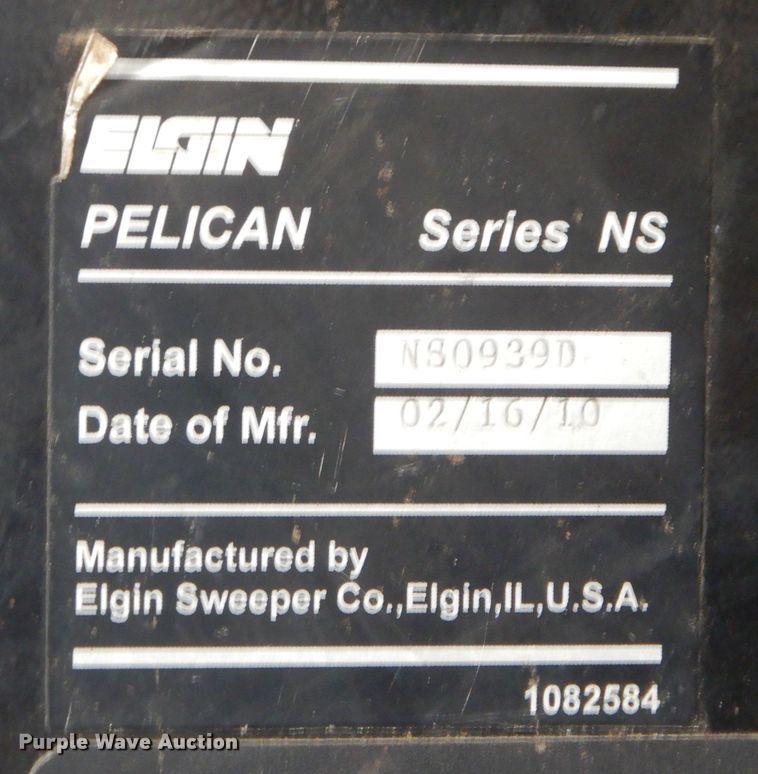 ELGIN
PELICAN Series NS
Serial No. NS0939D
Date of Mfr. 02/16/10
Manufactured by
Elgin Sweeper Co.,Elgin,IL,U.S.A.
1082584
Purple Wave Auction